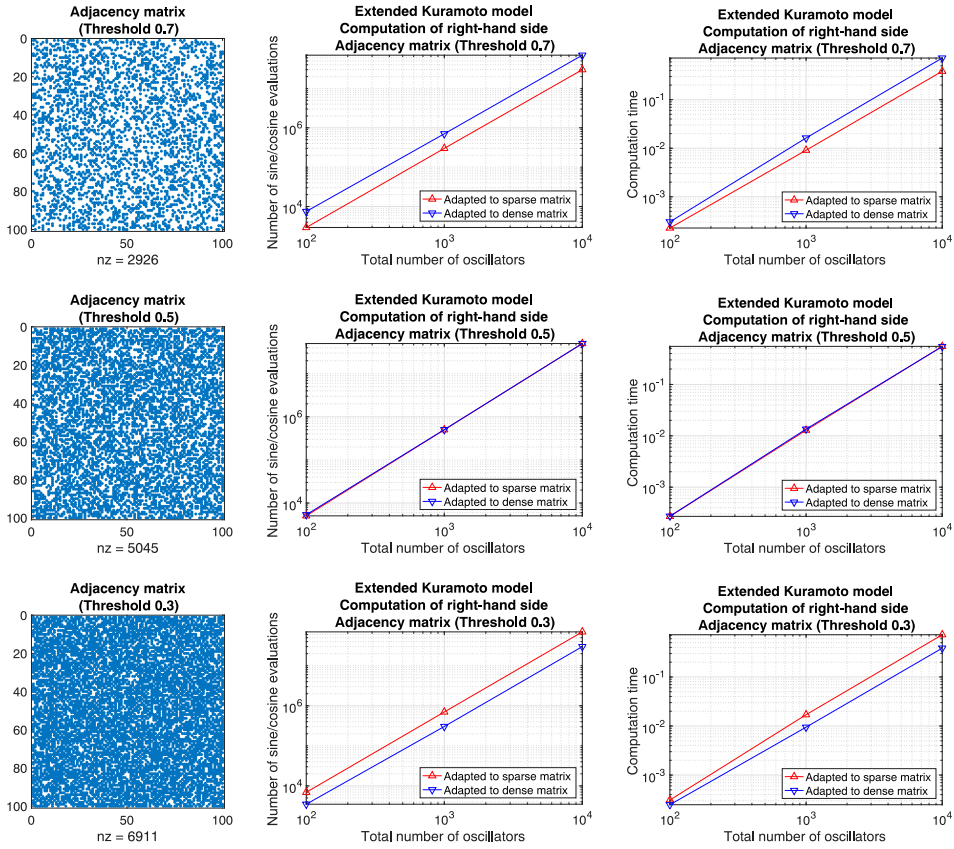 Adjacency matrix
(Threshold 0.7)
0
20
40
60
80
100
0 50 100
nz = 2926
Extended Kuramoto model
Computation of right-hand side
Adjacency matrix (Threshold 0.7)
Number of sine/cosine evaluations
10^6
10^4
Adapted to sparse matrix
Adapted to dense matrix
10^2 10^3 10^4
Total number of oscillators
Extended Kuramoto model
Computation of right-hand side
Adjacency matrix (Threshold 0.7)
Computation time
10^-1
10^-2
10^-3
Adapted to sparse matrix
Adapted to dense matrix
10^2 10^3 10^4
Total number of oscillators
Adjacency matrix
(Threshold 0.5)
0
20
40
60
80
100
0 50 100
nz = 5045
Extended Kuramoto model
Computation of right-hand side
Adjacency matrix (Threshold 0.5)
Number of sine/cosine evaluations
10^6
10^4
Adapted to sparse matrix
Adapted to dense matrix
10^2 10^3 10^4
Total number of oscillators
Extended Kuramoto model
Computation of right-hand side
Adjacency matrix (Threshold 0.5)
Computation time
10^-1
10^-2
10^-3
Adapted to sparse matrix
Adapted to dense matrix
10^2 10^3 10^4
Total number of oscillators
Adjacency matrix
(Threshold 0.3)
0
20
40
60
80
100
0 50 100
nz = 6911
Extended Kuramoto model
Computation of right-hand side
Adjacency matrix (Threshold 0.3)
Number of sine/cosine evaluations
10^6
10^4
Adapted to sparse matrix
Adapted to dense matrix
10^2 10^3 10^4
Total number of oscillators
Extended Kuramoto model
Computation of right-hand side
Adjacency matrix (Threshold 0.3)
Computation time
10^-1
10^-2
10^-3
Adapted to sparse matrix
Adapted to dense matrix
10^2 10^3 10^4
Total number of oscillators